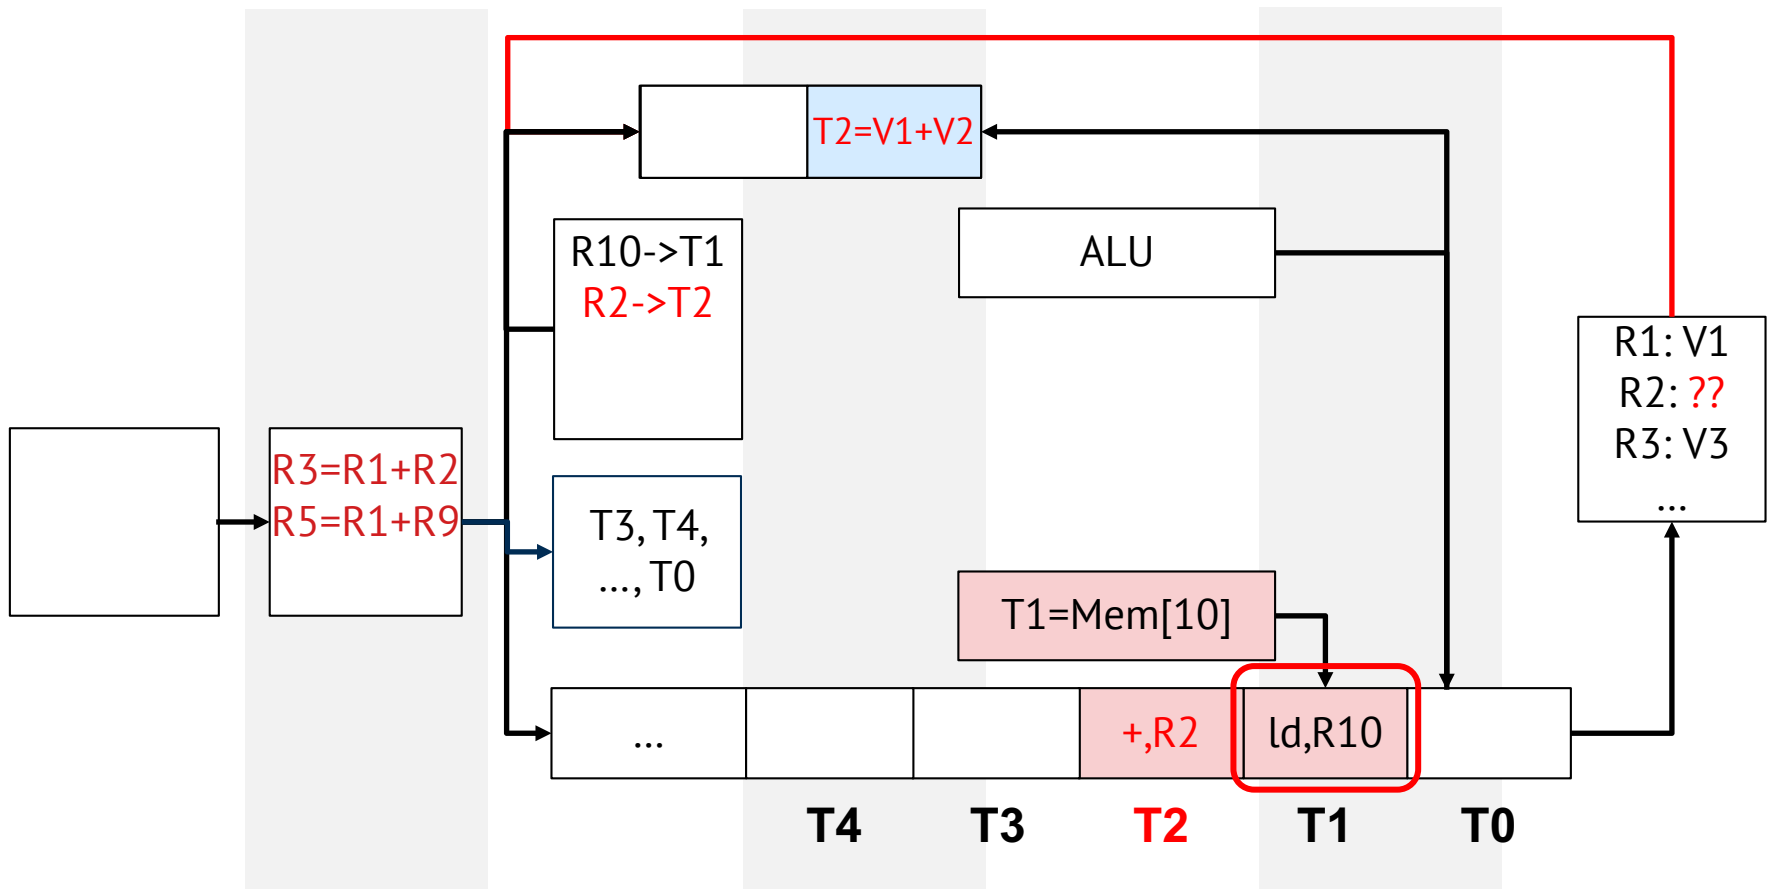 T2=V1+V2
R10->T1
R2->T2
ALU
R1: V1
R2: ??
R3: V3
...
R3=R1+R2
R5=R1+R9
T3, T4,
..., T0
T1=Mem[10]
...
+,R2
ld,R10
T4
T3
T2
T1
T0